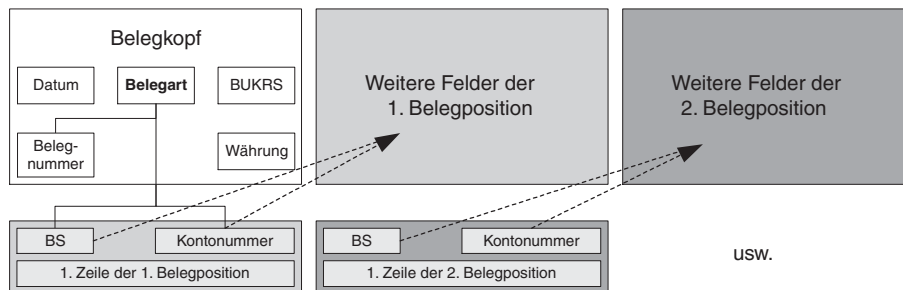 Belegkopf
Datum
Belegart
BUKRS
Beleg-
nummer
Währung
Weitere Felder der
1. Belegposition
Weitere Felder der
2. Belegposition
BS
Kontonummer
1. Zeile der 1. Belegposition
BS
Kontonummer
1. Zeile der 2. Belegposition
usw.